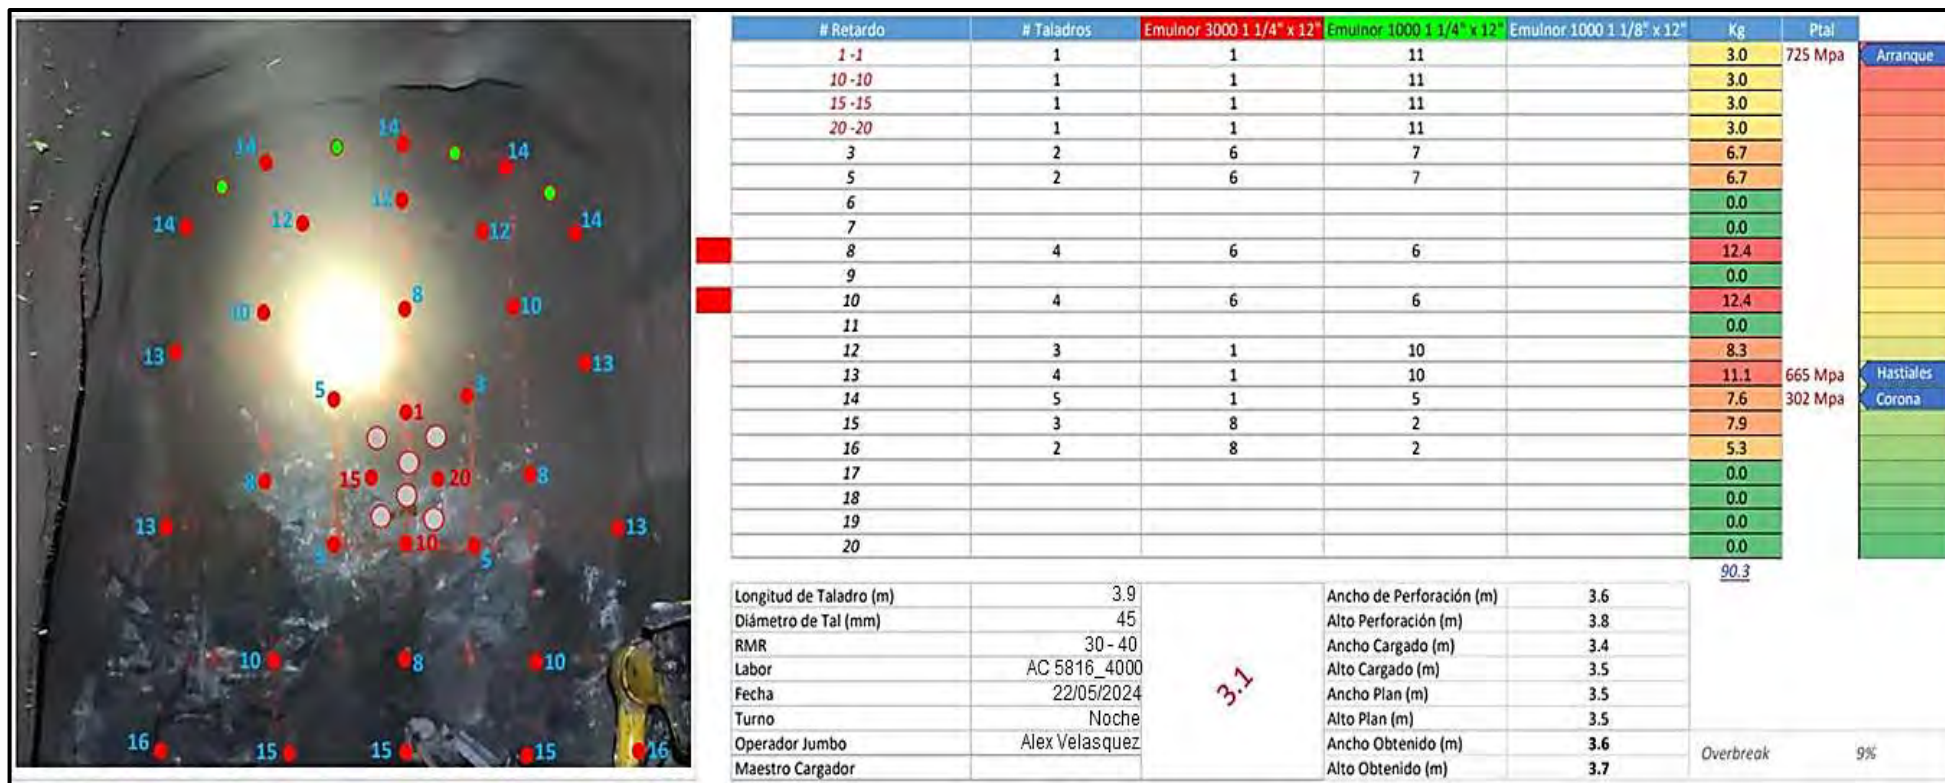 14
14
14
14
14
12
12
12
10
8
10
13
13
5
3
1
15
20
8
8
13
13
10
5
10
8
10
16
15
15
15
16
# Retardo # Taladros Emulnor 3000 1 1/4" x 12" Emulnor 1000 1 1/4" x 12" Emulnor 1000 1 1/8" x 12" Kg Ptal
1 -1 1 1 11 3.0 725 Mpa Arranque
10 -10 1 1 11 3.0
15 -15 1 1 11 3.0
20 -20 1 1 11 3.0
3 2 6 7 6.7
5 2 6 7 6.7
6 0.0
7 0.0
8 4 6 6 12.4
9 0.0
10 4 6 6 12.4
11 0.0
12 3 1 10 8.3
13 4 1 10 11.1 665 Mpa Hastiales
14 5 1 5 7.6 302 Mpa Corona
15 3 8 2 7.9
16 2 8 2 5.3
17 0.0
18 0.0
19 0.0
20 0.0
90.3
Longitud de Taladro (m) 3.9 Ancho de Perforación (m) 3.6
Diámetro de Tal (mm) 45 Alto Perforación (m) 3.8
RMR 30 - 40 Ancho Cargado (m) 3.4
Labor AC 5816_4000 Alto Cargado (m) 3.5
Fecha 22/05/2024 3.1 Ancho Plan (m) 3.5
Turno Noche Alto Plan (m) 3.5
Operador Jumbo Alex Velasquez Ancho Obtenido (m) 3.6 Overbreak 9%
Maestro Cargador Alto Obtenido (m) 3.7